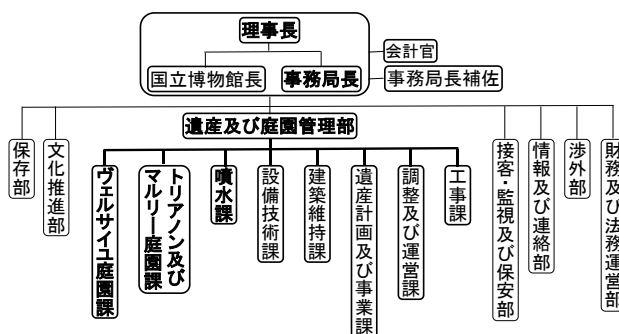 理事長
国立博物館長
事務局長
会計官
事務局長補佐
遺産及び庭園管理部
保存部
文化推進部
ヴェルサイユ庭園課
トリアノン及び
マルリー庭園課
噴水課
設備技術課
建築維持課
遺産計画及び事業課
調整及び運営課
工事課
接客・監視及び保安部
情報及び連絡部
渉外部
財務及び法務運営部